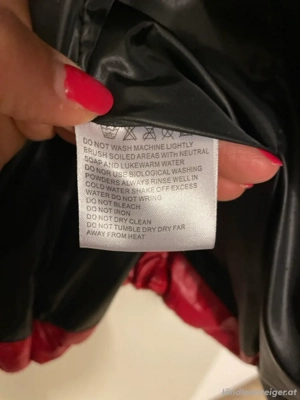 DO NOT WASH MACHINE LIGHTLY
BRUSH SOILED AREAS WITH NEUTRAL
SOAP AND LUKEWARM WATER
DO NOR USE BIOLOGICAL WASHING
POWDERS ALWAYS RINSE WELL IN
COLD WATER SHAKE OFF EXCESS
WATER DO NOT WRING
DO NOT BLEACH
DO NOT IRON
DO NOT DRY CLEAN
DO NOT TUMBLE DRY DRY FAR
AWAY FROM HEAT